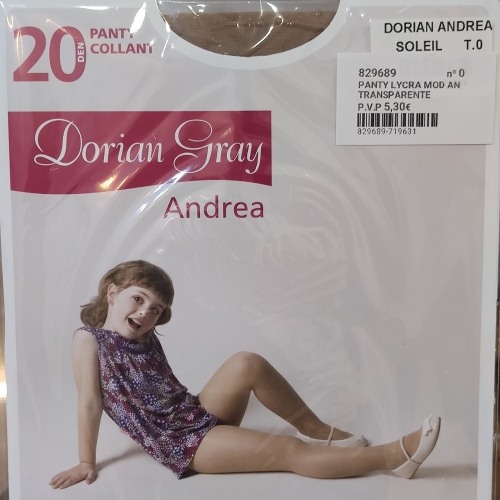 20 DEN PANTY
COLLANT
DORIAN ANDREA
SOLEIL T.0
829689 nº 0
PANTY LYCRA MOD AN
TRANSPARENTE
P.V.P 5,30€
829689-719631
Dorian Gray
Andrea